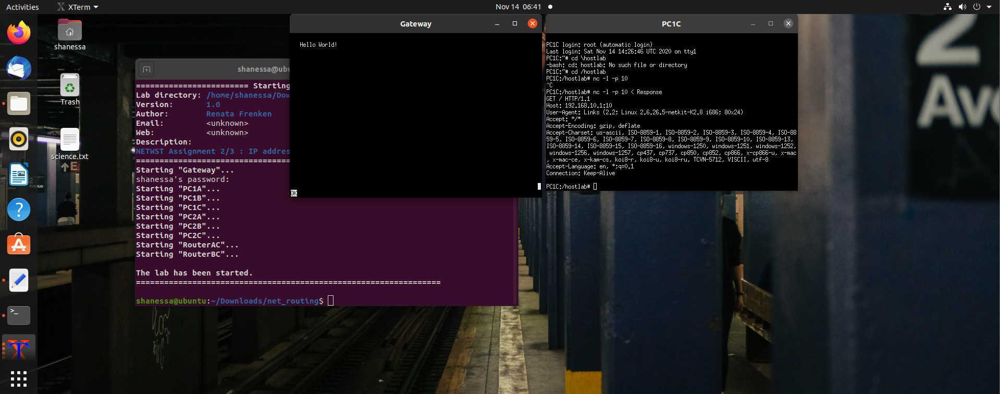 Activities
XTerm
Nov 14 06:41
shanessa
Trash
science.txt
shanessa@ubu
======================== Starting
Lab directory: /home/shanessa/Dow
Version: 1.0
Author: Renata Frenken
Email: <unknown>
Web: <unknown>
Description:
NETWST Assignment 2/3 : IP addres
=================================
Starting "Gateway"...
shanessa's password:
Starting "PC1A"...
Starting "PC1B"...
Starting "PC1C"...
Starting "PC2A"...
Starting "PC2B"...
Starting "PC2C"...
Starting "RouterAC"...
Starting "RouterBC"...
The lab has been started.
=================================================================
shanessa@ubuntu:~/Downloads/net_routing$
Gateway
Hello World!
OK
PC1C
PC1C login: root (automatic login)
Last login: Sat Nov 14 14:26:46 UTC 2020 on tty1
PC1C:~# cd \hostlab
-bash: cd: hostlab: No such file or directory
PC1C:~# cd /hostlab
PC1C:/hostlab# nc -l -p 10
^C
PC1C:/hostlab# nc -l -p 10 < Response
GET / HTTP/1.1
Host: 192.168.10.1:10
User-Agent: Links (2.2; Linux 2.6.26.5-netkit-K2.8 i686; 80x24)
Accept: */*
Accept-Encoding: gzip, deflate
Accept-Charset: us-ascii, ISO-8859-1, ISO-8859-2, ISO-8859-3, ISO-8859-4, ISO-88
59-5, ISO-8859-6, ISO-8859-7, ISO-8859-8, ISO-8859-9, ISO-8859-10, ISO-8859-13,
ISO-8859-14, ISO-8859-15, ISO-8859-16, windows-1250, windows-1251, windows-1252,
windows-1256, windows-1257, cp437, cp737, cp850, cp852, cp866, x-cp866-u, x-mac
, x-mac-ce, x-kam-cs, koi8-r, koi8-u, koi8-ru, TCVN-5712, VISCII, utf-8
Accept-Language: en, *;q=0.1
Connection: Keep-Alive
PC1C:/hostlab#
2
Ave
E
2
Avenue